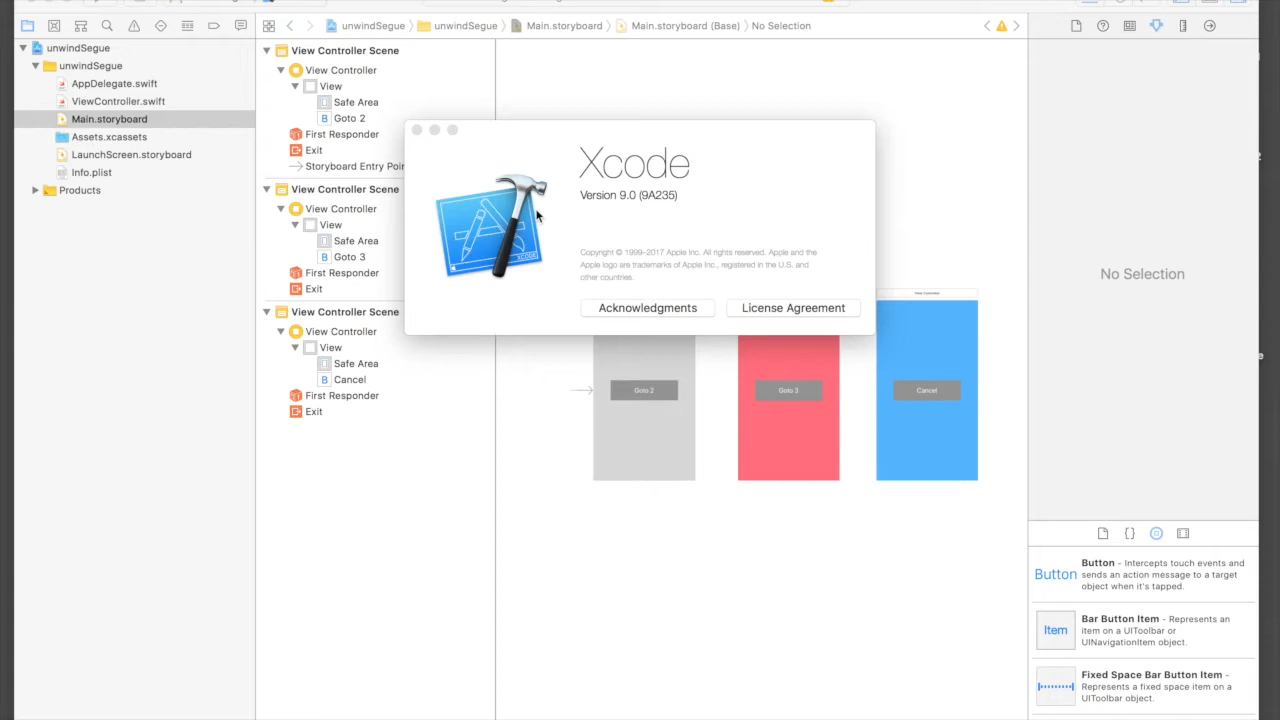 unwindSegue
unwindSegue
Main.storyboard
Main.storyboard (Base)
No Selection
unwindSegue
unwindSegue
AppDelegate.swift
ViewController.swift
Main.storyboard
Assets.xcassets
LaunchScreen.storyboard
Info.plist
Products
View Controller Scene
View Controller
View
Safe Area
B Goto 2
First Responder
Exit
Storyboard Entry Poin
View Controller Scene
View Controller
View
Safe Area
B Goto 3
First Responder
Exit
View Controller Scene
View Controller
View
Safe Area
B Cancel
First Responder
Exit
Xcode
Version 9.0 (9A235)
Copyright © 1999–2017 Apple Inc. All rights reserved. Apple and the
Apple logo are trademarks of Apple Inc., registered in the U.S. and
other countries.
Acknowledgments
License Agreement
XCODE
View Controller
Goto 2
Goto 3
Cancel
No Selection
Button
Button - Intercepts touch events and
sends an action message to a target
object when it's tapped.
Item
Bar Button Item - Represents an
item on a UIToolbar or
UINavigationItem object.
Fixed Space Bar Button Item -
Represents a fixed space item on a
UIToolbar object.